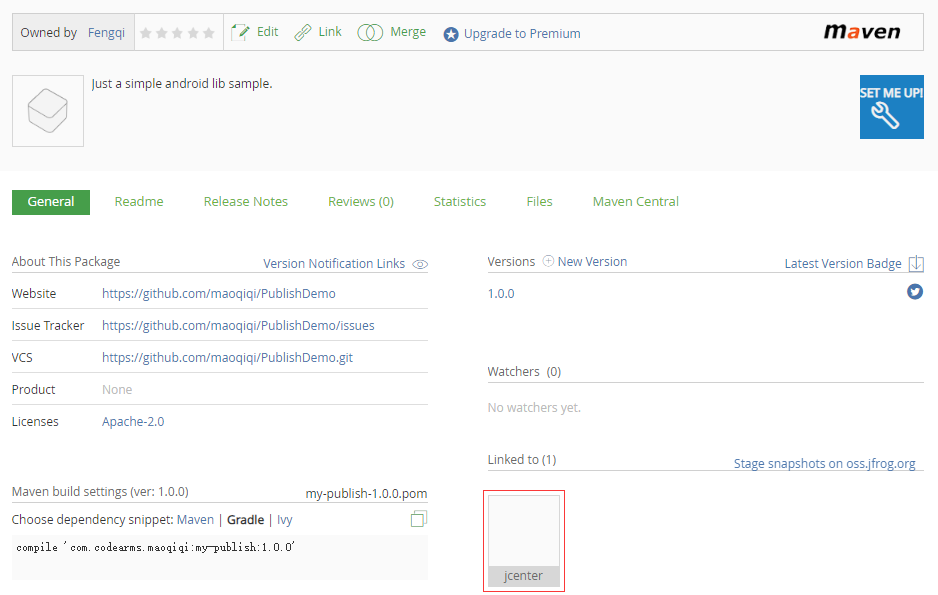 Owned by Fengqi Edit Link Merge Upgrade to Premium maven
Just a simple android lib sample.
SET ME UP!
General Readme Release Notes Reviews (0) Statistics Files Maven Central
About This Package Version Notification Links
Website https://github.com/maoqiqi/PublishDemo
Issue Tracker https://github.com/maoqiqi/PublishDemo/issues
VCS https://github.com/maoqiqi/PublishDemo.git
Product None
Licenses Apache-2.0
Maven build settings (ver: 1.0.0) my-publish-1.0.0.pom
Choose dependency snippet: Maven | Gradle | Ivy
compile 'com.codearms.maoqiqi:my-publish:1.0.0'
Versions New Version Latest Version Badge
1.0.0
Watchers (0)
No watchers yet.
Linked to (1) Stage snapshots on oss.jfrog.org
jcenter